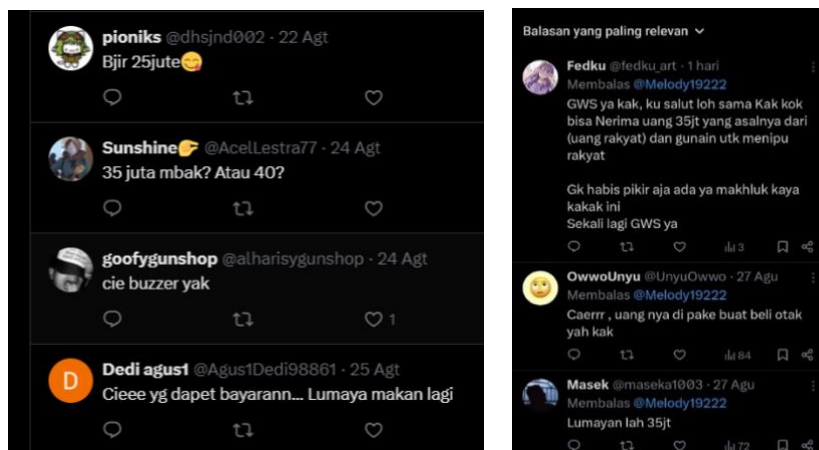 pioniks @dhsjnd002 · 22 Agt
Bjir 25jute😋
Sunshine👉 @AcelLestra77 · 24 Agt
35 juta mbak? Atau 40?
goofygunshop @alharisygunshop · 24 Agt
cie buzzer yak
1
D
Dedi agus1 @Agus1Dedi98861 · 25 Agt
Cieee yg dapet bayarann... Lumaya makan lagi
Balasan yang paling relevan
Fedku @fedku_art · 1 hari
Membalas @Melody19222
GWS ya kak, ku salut loh sama Kak kok
bisa Nerima uang 35jt yang asalnya dari
(uang rakyat) dan gunain utk menipu
rakyat
Gk habis pikir aja ada ya makhluk kaya
kakak ini
Sekali lagi GWS ya
3
OwwoUnyu @UnyuOwwo · 27 Agu
Membalas @Melody19222
Caerrr , uang nya di pake buat beli otak
yah kak
84
Masek @maseka1003 · 27 Agu
Membalas @Melody19222
Lumayan lah 35jt
72